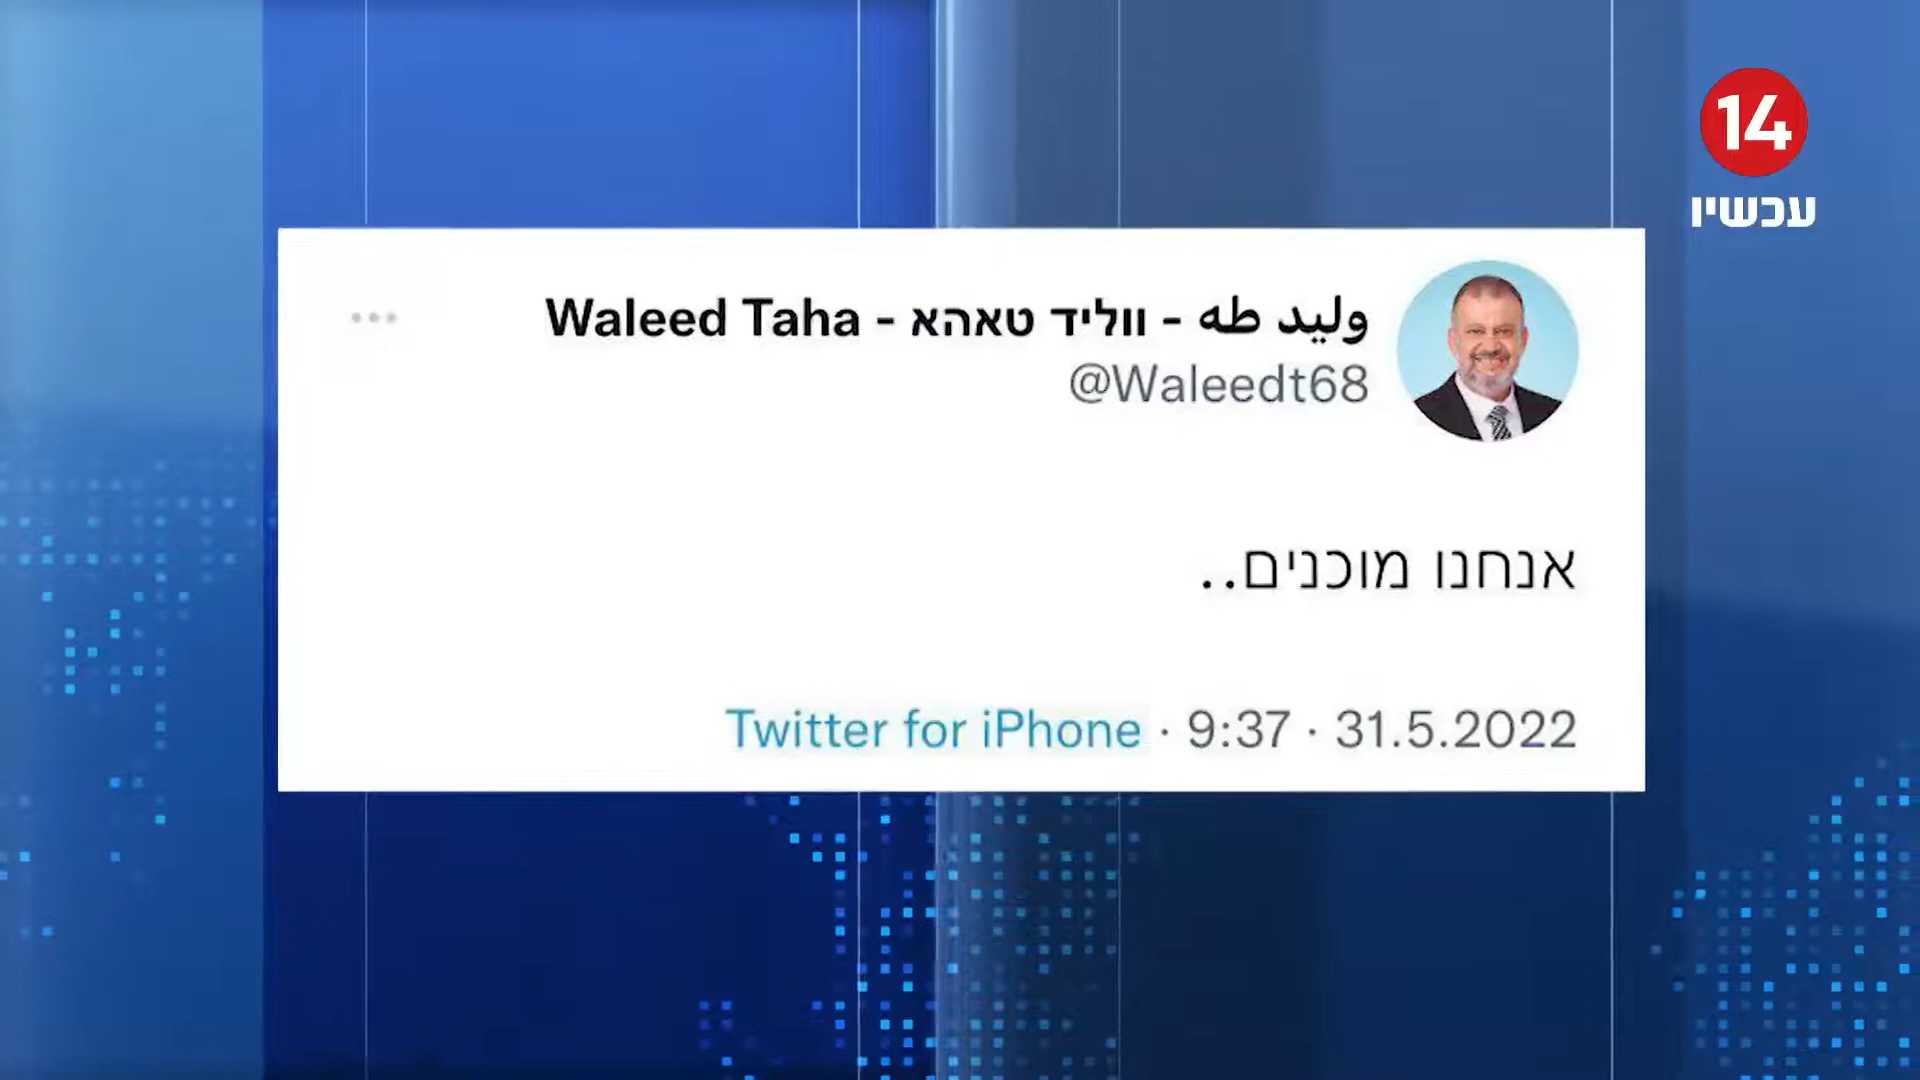 14
עכשיו
وليد طه - ווליד טאהא - Waleed Taha
@Waleedt68
אנחנו מוכנים..
9:37 · 31.5.2022 · Twitter for iPhone